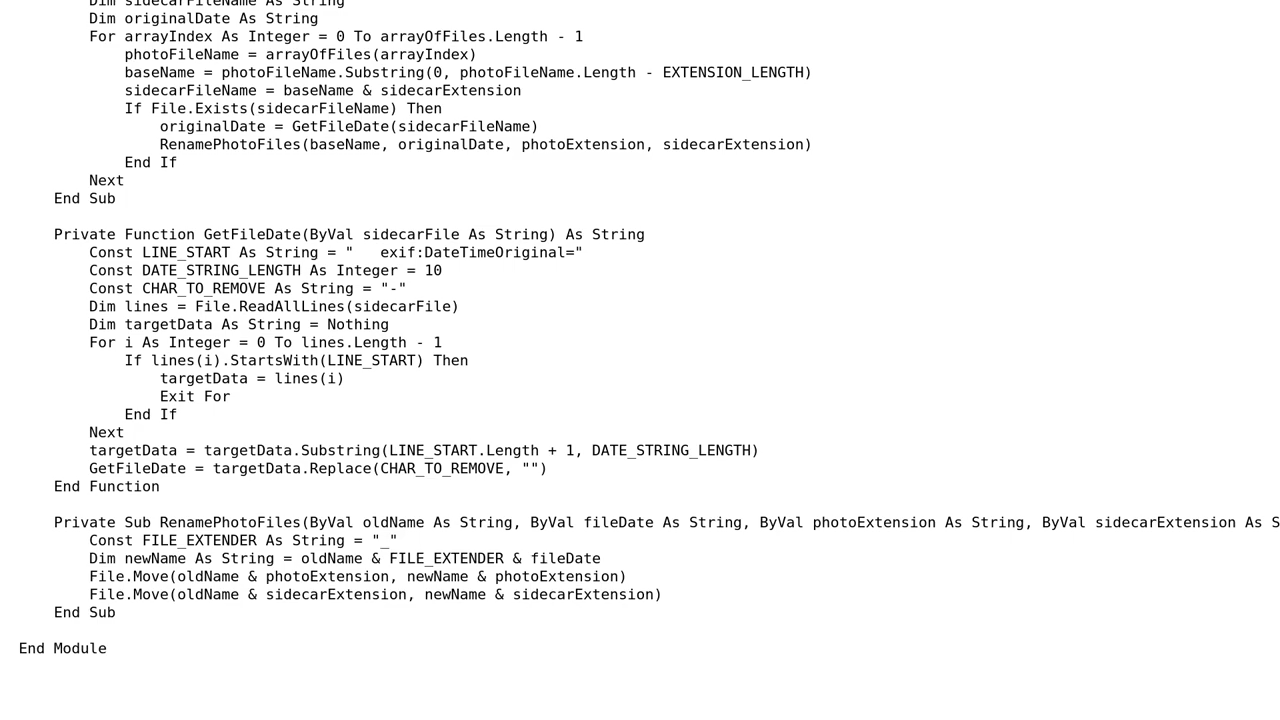 Dim sidecarFileName As String
Dim originalDate As String
For arrayIndex As Integer = 0 To arrayOfFiles.Length - 1
photoFileName = arrayOfFiles(arrayIndex)
baseName = photoFileName.Substring(0, photoFileName.Length - EXTENSION_LENGTH)
sidecarFileName = baseName & sidecarExtension
If File.Exists(sidecarFileName) Then
originalDate = GetFileDate(sidecarFileName)
RenamePhotoFiles(baseName, originalDate, photoExtension, sidecarExtension)
End If
Next
End Sub
Private Function GetFileDate(ByVal sidecarFile As String) As String
Const LINE_START As String = "   exif:DateTimeOriginal="
Const DATE_STRING_LENGTH As Integer = 10
Const CHAR_TO_REMOVE As String = "-"
Dim lines = File.ReadAllLines(sidecarFile)
Dim targetData As String = Nothing
For i As Integer = 0 To lines.Length - 1
If lines(i).StartsWith(LINE_START) Then
targetData = lines(i)
Exit For
End If
Next
targetData = targetData.Substring(LINE_START.Length + 1, DATE_STRING_LENGTH)
GetFileDate = targetData.Replace(CHAR_TO_REMOVE, "")
End Function
Private Sub RenamePhotoFiles(ByVal oldName As String, ByVal fileDate As String, ByVal photoExtension As String, ByVal sidecarExtension As S
Const FILE_EXTENDER As String = "_"
Dim newName As String = oldName & FILE_EXTENDER & fileDate
File.Move(oldName & photoExtension, newName & photoExtension)
File.Move(oldName & sidecarExtension, newName & sidecarExtension)
End Sub
End Module